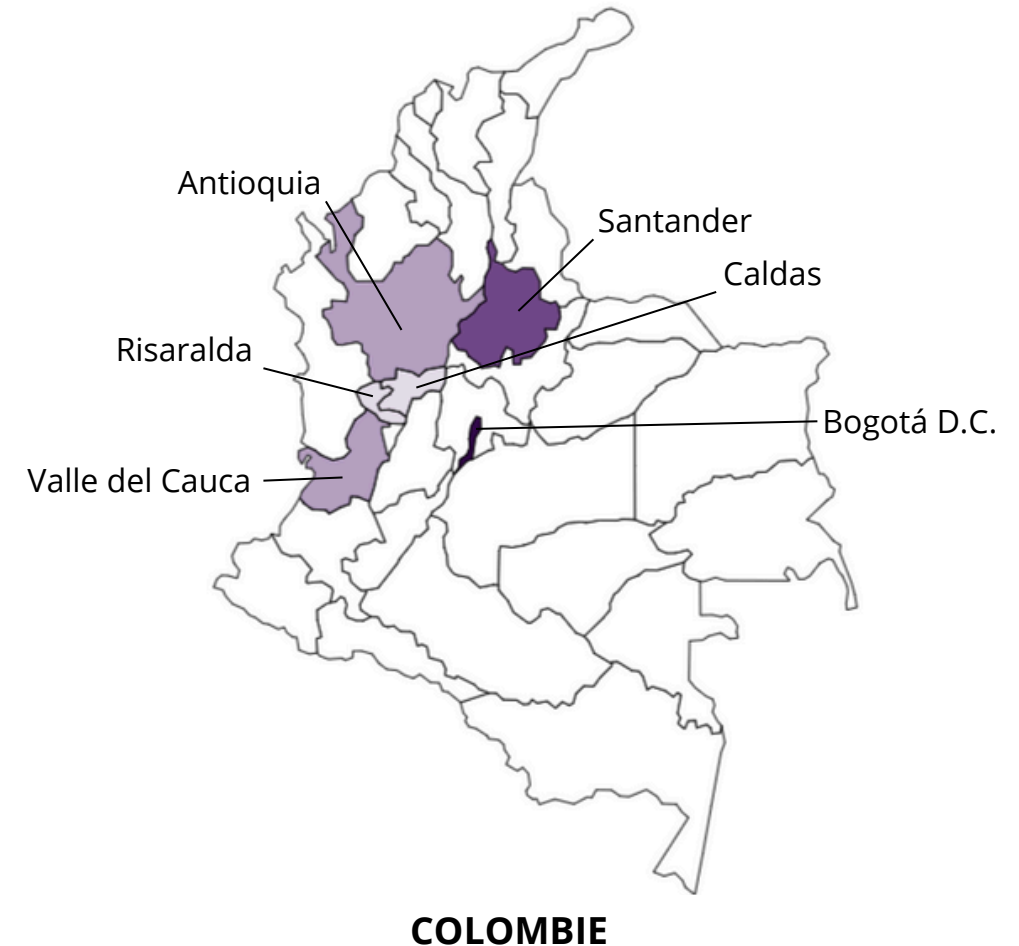 Antioquia
Santander
Caldas
Risaralda
Bogotá D.C.
Valle del Cauca
COLOMBIE